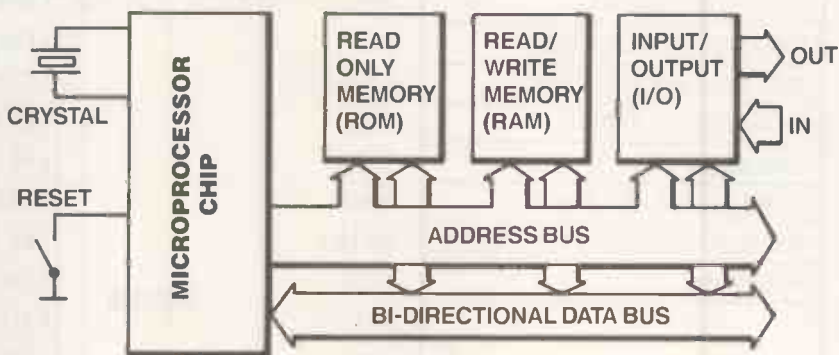 CRYSTAL
RESET
MICROPROCESSOR
CHIP
READ
ONLY
MEMORY
(ROM)
READ/
WRITE
MEMORY
(RAM)
INPUT/
OUTPUT
(I/O)
OUT
IN
ADDRESS BUS
BI-DIRECTIONAL DATA BUS